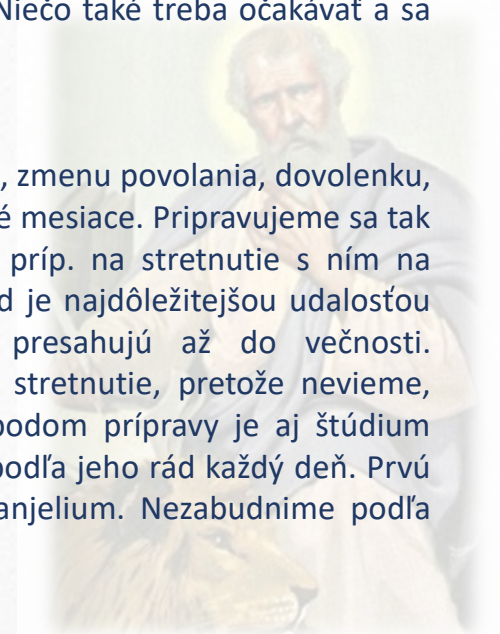 Niečo také treba očakávať a sa
, zmenu povolania, dovolenku,
é mesiace. Pripravujeme sa tak
príp. na stretnutie s ním na
d je najdôležitejšou udalosťou
presahujú až do večnosti.
stretnutie, pretože nevieme,
bodom prípravy je aj štúdium
podľa jeho rád každý deň. Prvú
anjelium. Nezabudnime podľa